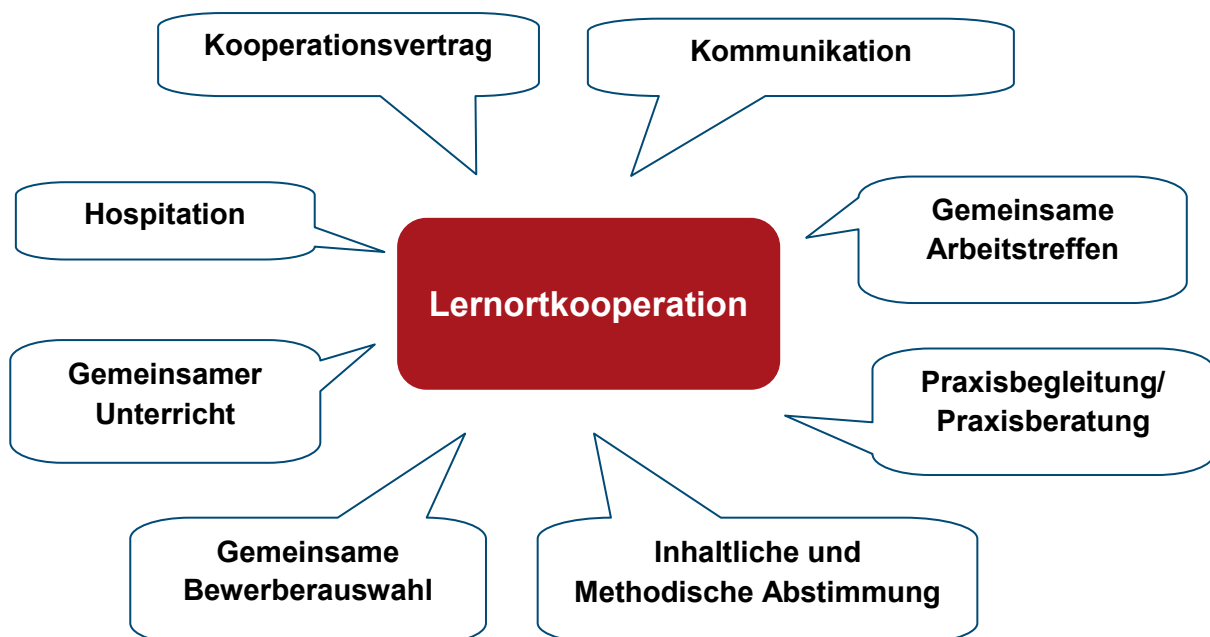 Kooperationsvertrag
Kommunikation
Hospitation
Gemeinsame
Arbeitstreffen
Lernortkooperation
Gemeinsamer
Unterricht
Praxisbegleitung/
Praxisberatung
Gemeinsame
Bewerberauswahl
Inhaltliche und
Methodische Abstimmung